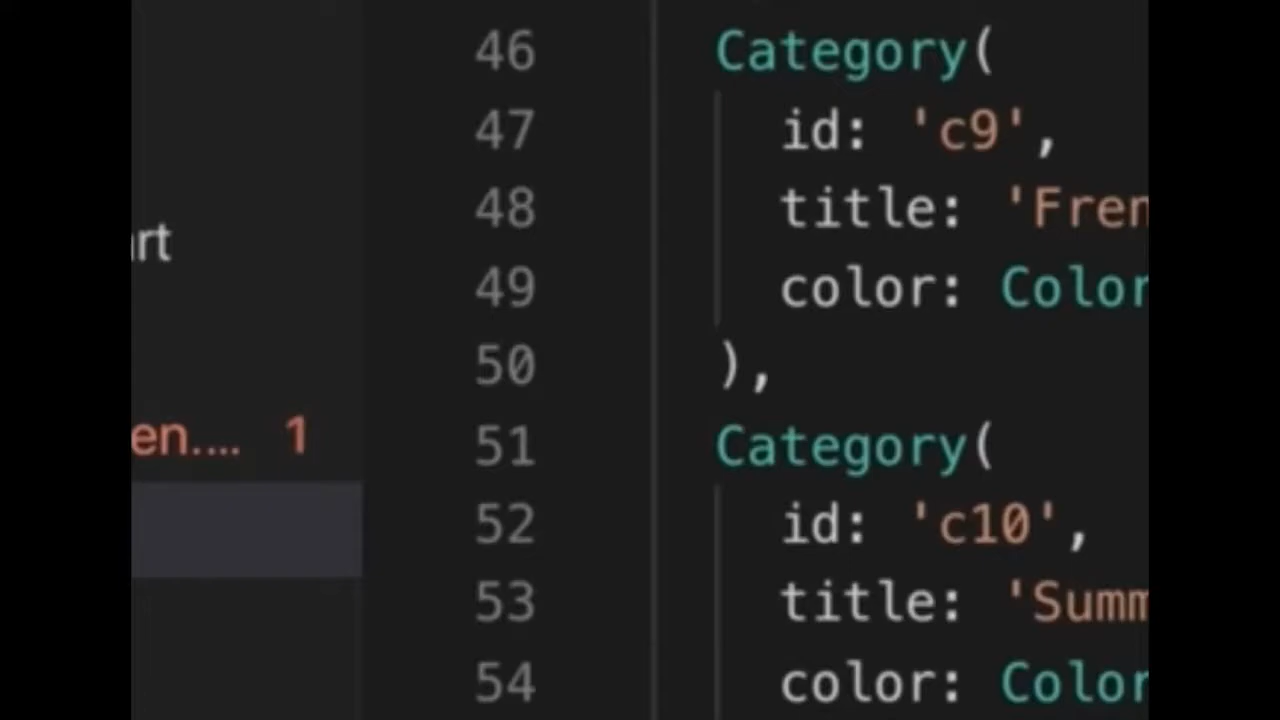 46 Category(
47 id: 'c9',
48 title: 'Fren
art
49 color: Color
50 ),
en.... 1
51 Category(
52 id: 'c10',
53 title: 'Summ
54 color: Color